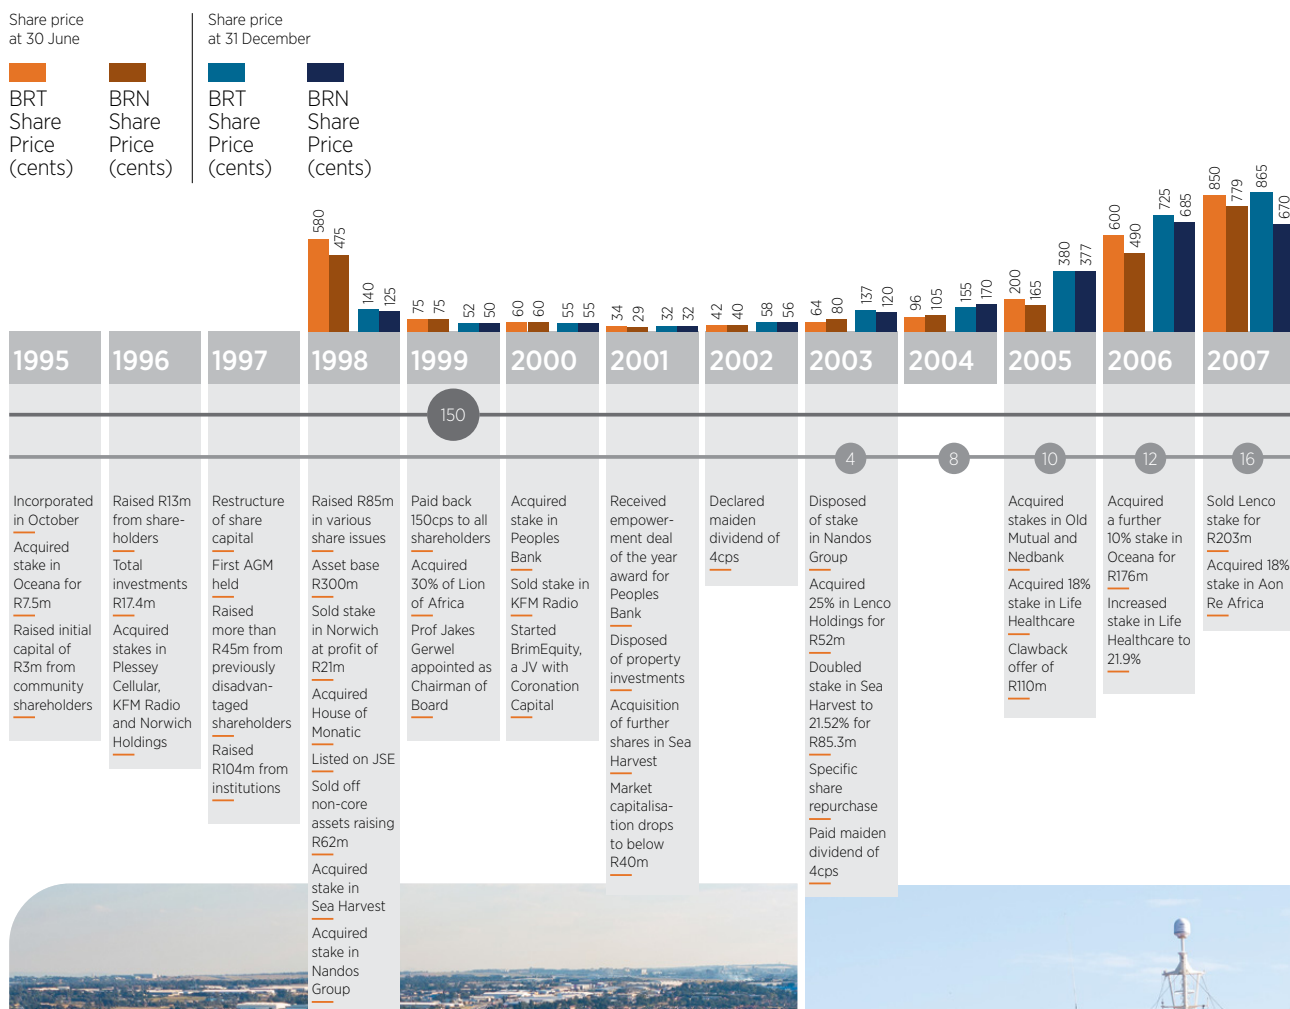 Share price
at 30 June
Share price
at 31 December
BRT
Share
Price
(cents)
BRN
Share
Price
(cents)
BRT
Share
Price
(cents)
BRN
Share
Price
(cents)
580
475
140
125
75
75
52
50
60
60
55
55
34
29
32
32
42
40
58
56
64
80
137
120
96
105
155
170
200
165
380
377
600
490
725
685
850
779
865
670
1995
1996
1997
1998
1999
2000
2001
2002
2003
2004
2005
2006
2007
150
4
8
10
12
16
Incorporated
in October
Acquired
stake in
Oceana for
R7.5m
Raised initial
capital of
R3m from
community
shareholders
Raised R13m
from share-
holders
Total
investments
R17.4m
Acquired
stakes in
Plessey
Cellular,
KFM Radio
and Norwich
Holdings
Restructure
of share
capital
First AGM
held
Raised
more than
R45m from
previously
disadvan-
taged
shareholders
Raised
R104m from
institutions
Raised R85m
in various
share issues
Asset base
R300m
Sold stake
in Norwich
at profit of
R21m
Acquired
House of
Monatic
Listed on JSE
Sold off
non-core
assets raising
R62m
Acquired
stake in
Sea Harvest
Acquired
stake in
Nandos
Group
Paid back
150cps to all
shareholders
Acquired
30% of Lion
of Africa
Prof Jakes
Gerwel
appointed as
Chairman of
Board
Acquired
stake in
Peoples
Bank
Sold stake in
KFM Radio
Started
BrimEquity,
a JV with
Coronation
Capital
Received
empower-
ment deal
of the year
award for
Peoples
Bank
Disposed
of property
investments
Acquisition
of further
shares in Sea
Harvest
Market
capitalisa-
tion drops
to below
R40m
Declared
maiden
dividend of
4cps
Disposed
of stake
in Nandos
Group
Acquired
25% in Lenco
Holdings for
R52m
Doubled
stake in Sea
Harvest to
21.52% for
R85.3m
Specific
share
repurchase
Paid maiden
dividend of
4cps
Acquired
stakes in Old
Mutual and
Nedbank
Acquired 18%
stake in Life
Healthcare
Clawback
offer of
R110m
Acquired
a further
10% stake in
Oceana for
R176m
Increased
stake in Life
Healthcare to
21.9%
Sold Lenco
stake for
R203m
Acquired 18%
stake in Aon
Re Africa